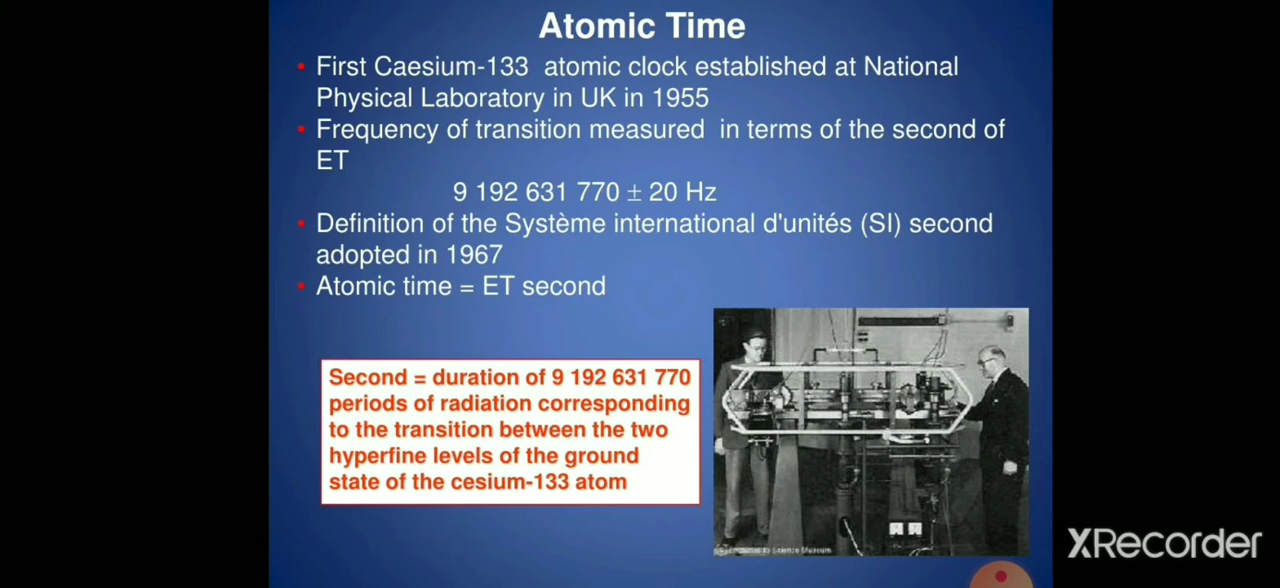 Atomic Time
• First Caesium-133 atomic clock established at National
Physical Laboratory in UK in 1955
• Frequency of transition measured in terms of the second of
ET
9 192 631 770 ± 20 Hz
• Definition of the Système international d'unités (SI) second
adopted in 1967
• Atomic time = ET second
Second = duration of 9 192 631 770
periods of radiation corresponding
to the transition between the two
hyperfine levels of the ground
state of the cesium-133 atom
Science Museum
XRecorder